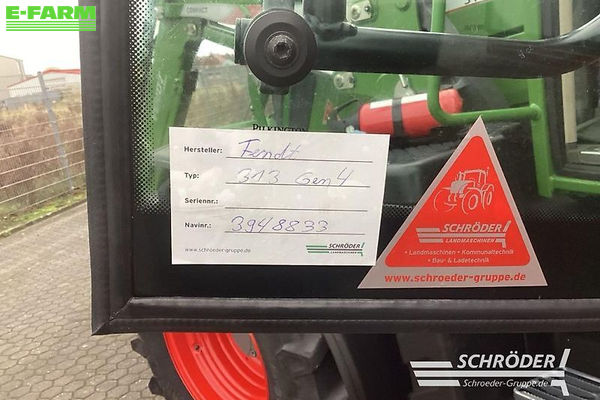 E-FARM
PILKINGTON
Hersteller: Fendt
Typ: 313 Gen4
Seriennr.:
Navinr.: 3948833
www.schroeder-gruppe.de
SCHRÖDER
LANDMASCHINEN
SCHRÖDER
LANDMASCHINEN
• Landmaschinen • Kommunaltechnik
• Bau- & Ladetechnik
www.schroeder-gruppe.de
SCHRÖDER
Schroeder-Gruppe.de